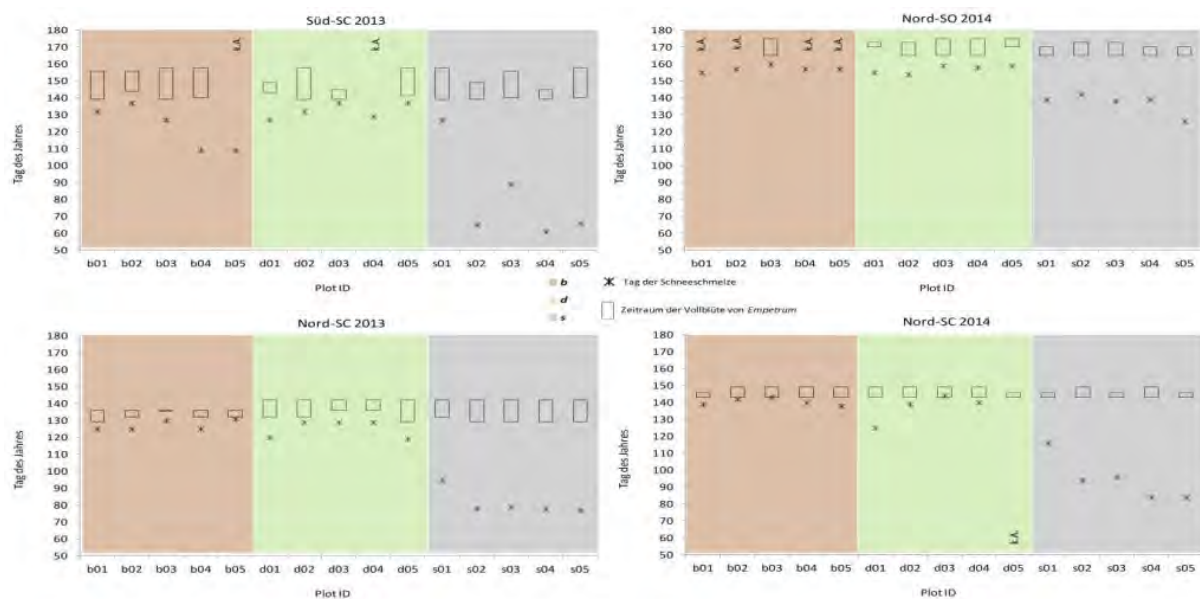 Süd-SC 2013
Tag des Jahres
180
170
160
150
140
130
120
110
100
90
80
70
60
50
k.A.
k.A.
b01 b02 b03 b04 b05 d01 d02 d03 d04 d05 s01 s02 s03 s04 s05
Plot ID
Nord-SO 2014
Tag des Jahres
180
170
160
150
140
130
120
110
100
90
80
70
60
50
k.A.
k.A.
k.A.
k.A.
b01 b02 b03 b04 b05 d01 d02 d03 d04 d05 s01 s02 s03 s04 s05
Plot ID
b
d
s
Tag der Schneeschmelze
Zeitraum der Vollblüte von Empetrum
Nord-SC 2013
Tag des Jahres
180
170
160
150
140
130
120
110
100
90
80
70
60
50
b01 b02 b03 b04 b05 d01 d02 d03 d04 d05 s01 s02 s03 s04 s05
Plot ID
Nord-SC 2014
Tag des Jahres
180
170
160
150
140
130
120
110
100
90
80
70
60
50
k.A.
b01 b02 b03 b04 b05 d01 d02 d03 d04 d05 s01 s02 s03 s04 s05
Plot ID